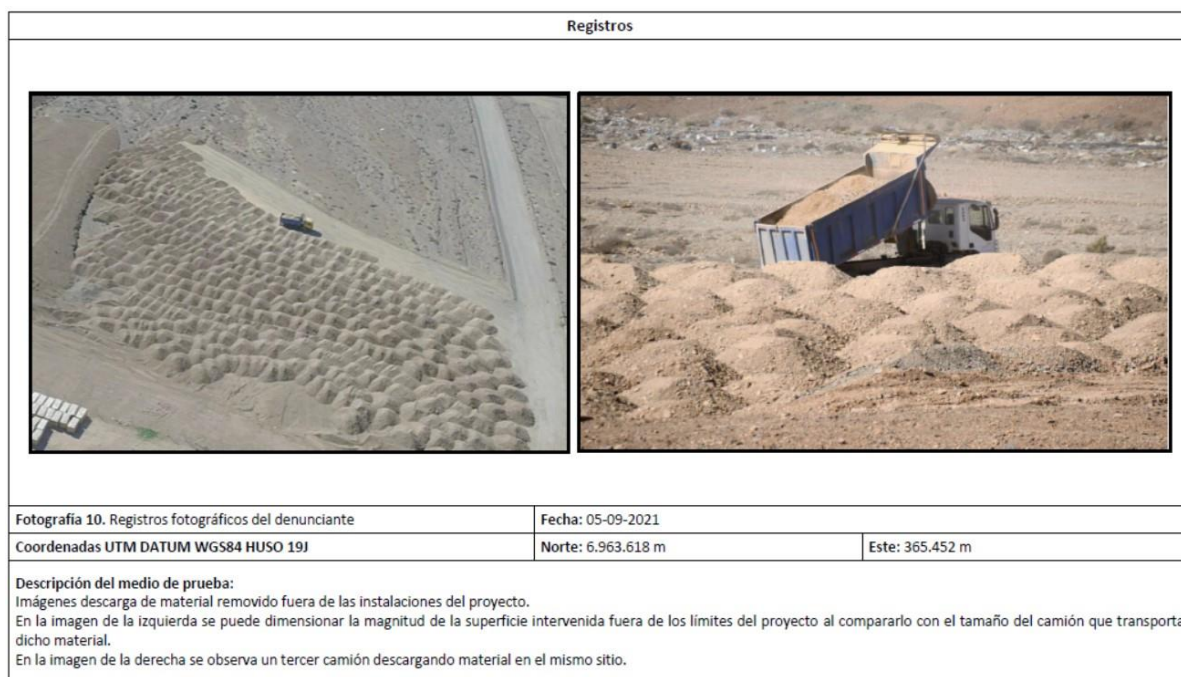 Registros
Fotografía 10. Registros fotográficos del denunciante
Fecha: 05-09-2021
Coordenadas UTM DATUM WGS84 HUSO 19J
Norte: 6.963.618 m
Este: 365.452 m
Descripción del medio de prueba:
Imágenes descarga de material removido fuera de las instalaciones del proyecto.
En la imagen de la izquierda se puede dimensionar la magnitud de la superficie intervenida fuera de los límites del proyecto al compararlo con el tamaño del camión que transporta
dicho material.
En la imagen de la derecha se observa un tercer camión descargando material en el mismo sitio.